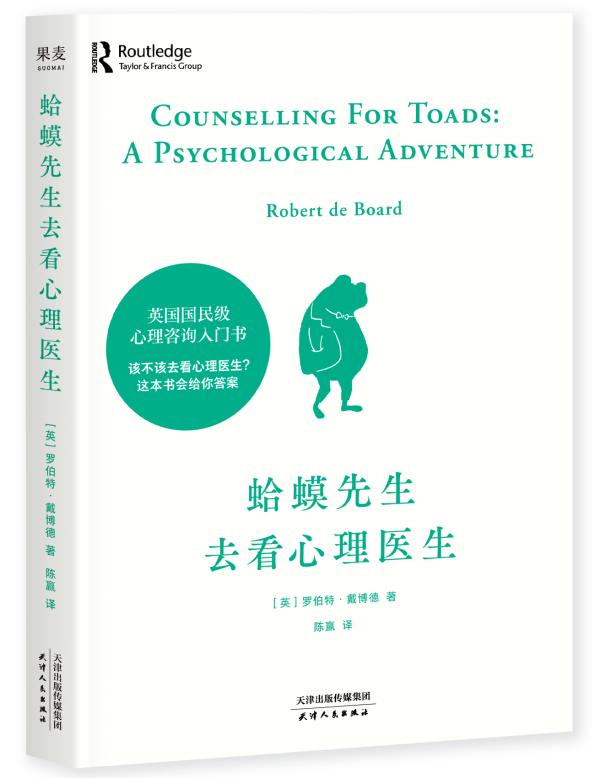 果麦
GUOMAI
蛤蟆先生去看心理医生
[英]罗伯特·戴博德 著
陈赢 译
天津出版传媒集团
天津人民出版社
ROUTLEDGE
Routledge
Taylor & Francis Group
COUNSELLING FOR TOADS:
A PSYCHOLOGICAL ADVENTURE
Robert de Board
英国国民级
心理咨询入门书
该不该去看心理医生?
这本书会给你答案
蛤蟆先生
去看心理医生
[英]罗伯特·戴博德 著
陈赢 译
天津出版传媒集团
天津人民出版社